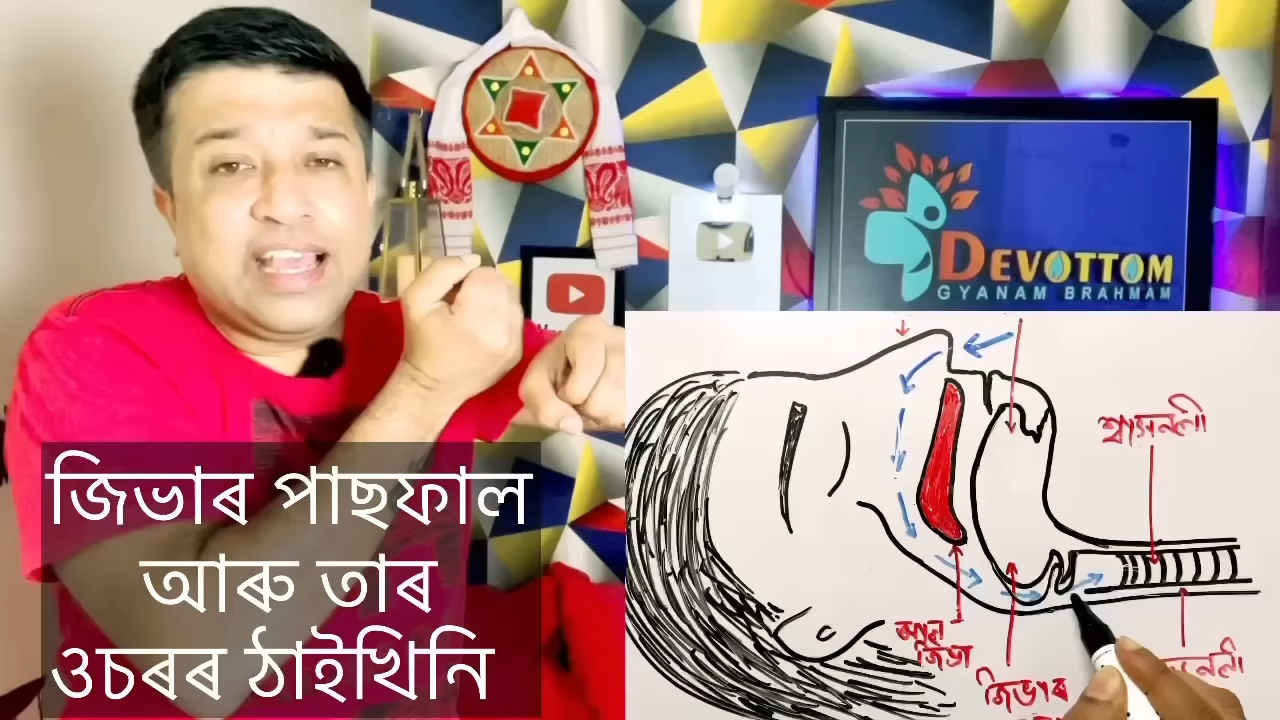 DEVOTTOM
GYANAM BRAHMAM
জিভাৰ পাছফাল
আৰু তাৰ
ওচৰৰ ঠাইখিনি
শ্বাসনলী
আল
জিভা
জিভাৰ